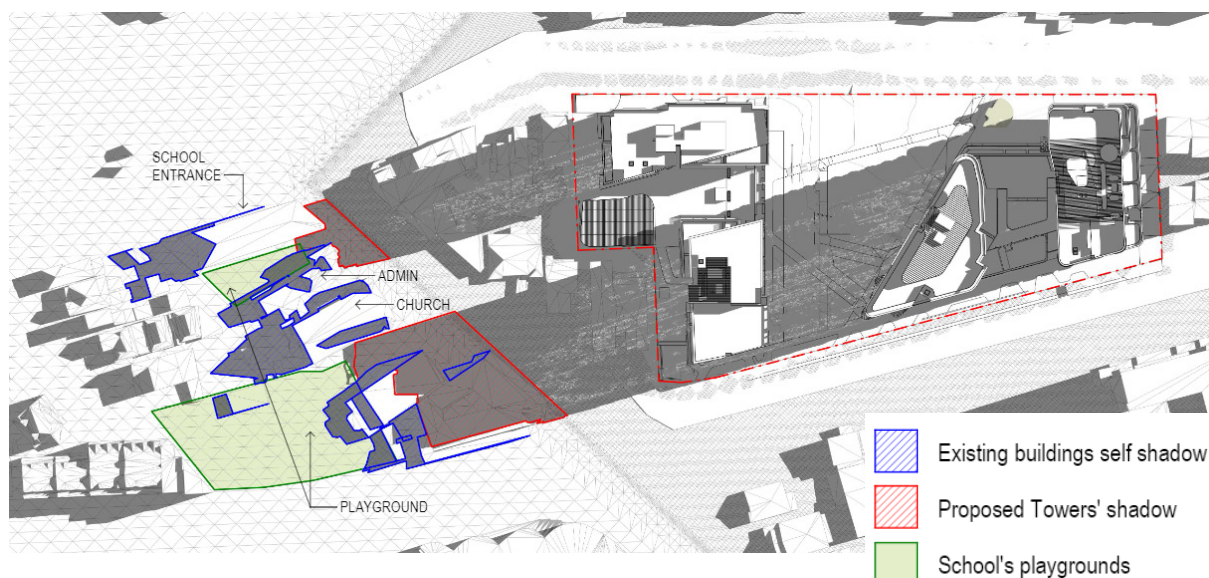 SCHOOL
ENTRANCE
ADMIN
CHURCH
PLAYGROUND
Existing buildings self shadow
Proposed Towers' shadow
School's playgrounds